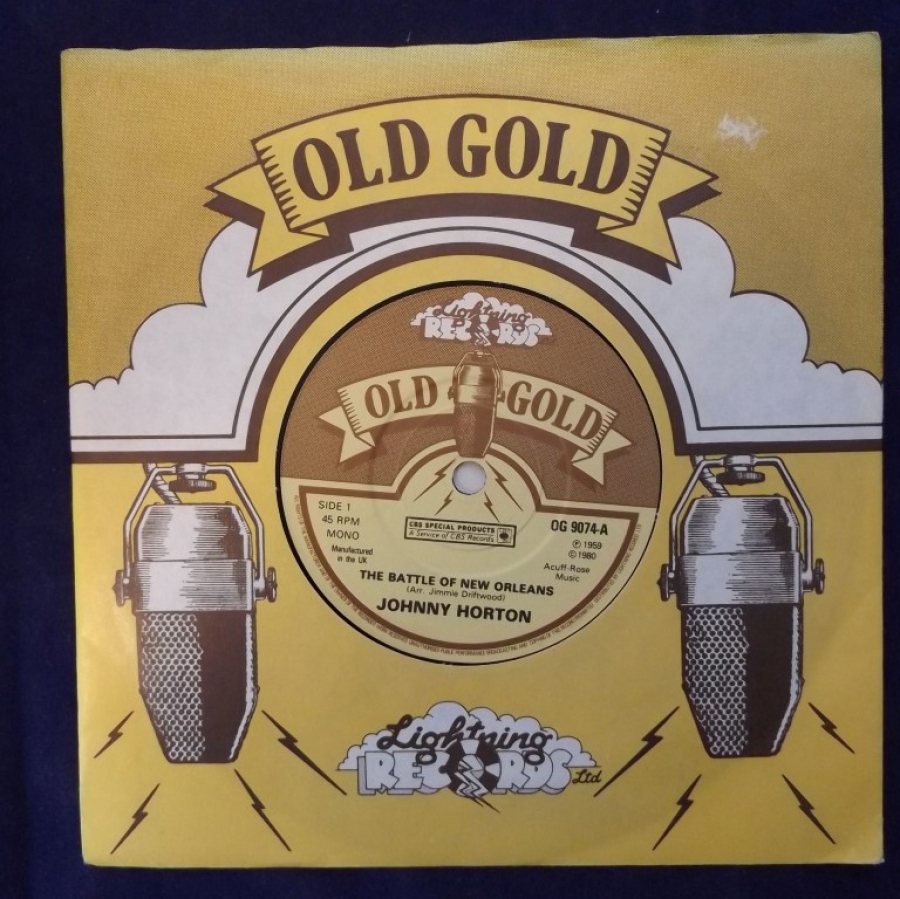 OLD GOLD
Lightning
RECORDS
OLD GOLD
SIDE 1
45 RPM
MONO
Manufactured
in the UK
CBS SPECIAL PRODUCTS
A Service of CBS Records
OG 9074-A
℗ 1959
© 1980
Acuff-Rose
Music
THE BATTLE OF NEW ORLEANS
(Arr. Jimmie Driftwood)
JOHNNY HORTON
Lightning
RECORDS Ltd